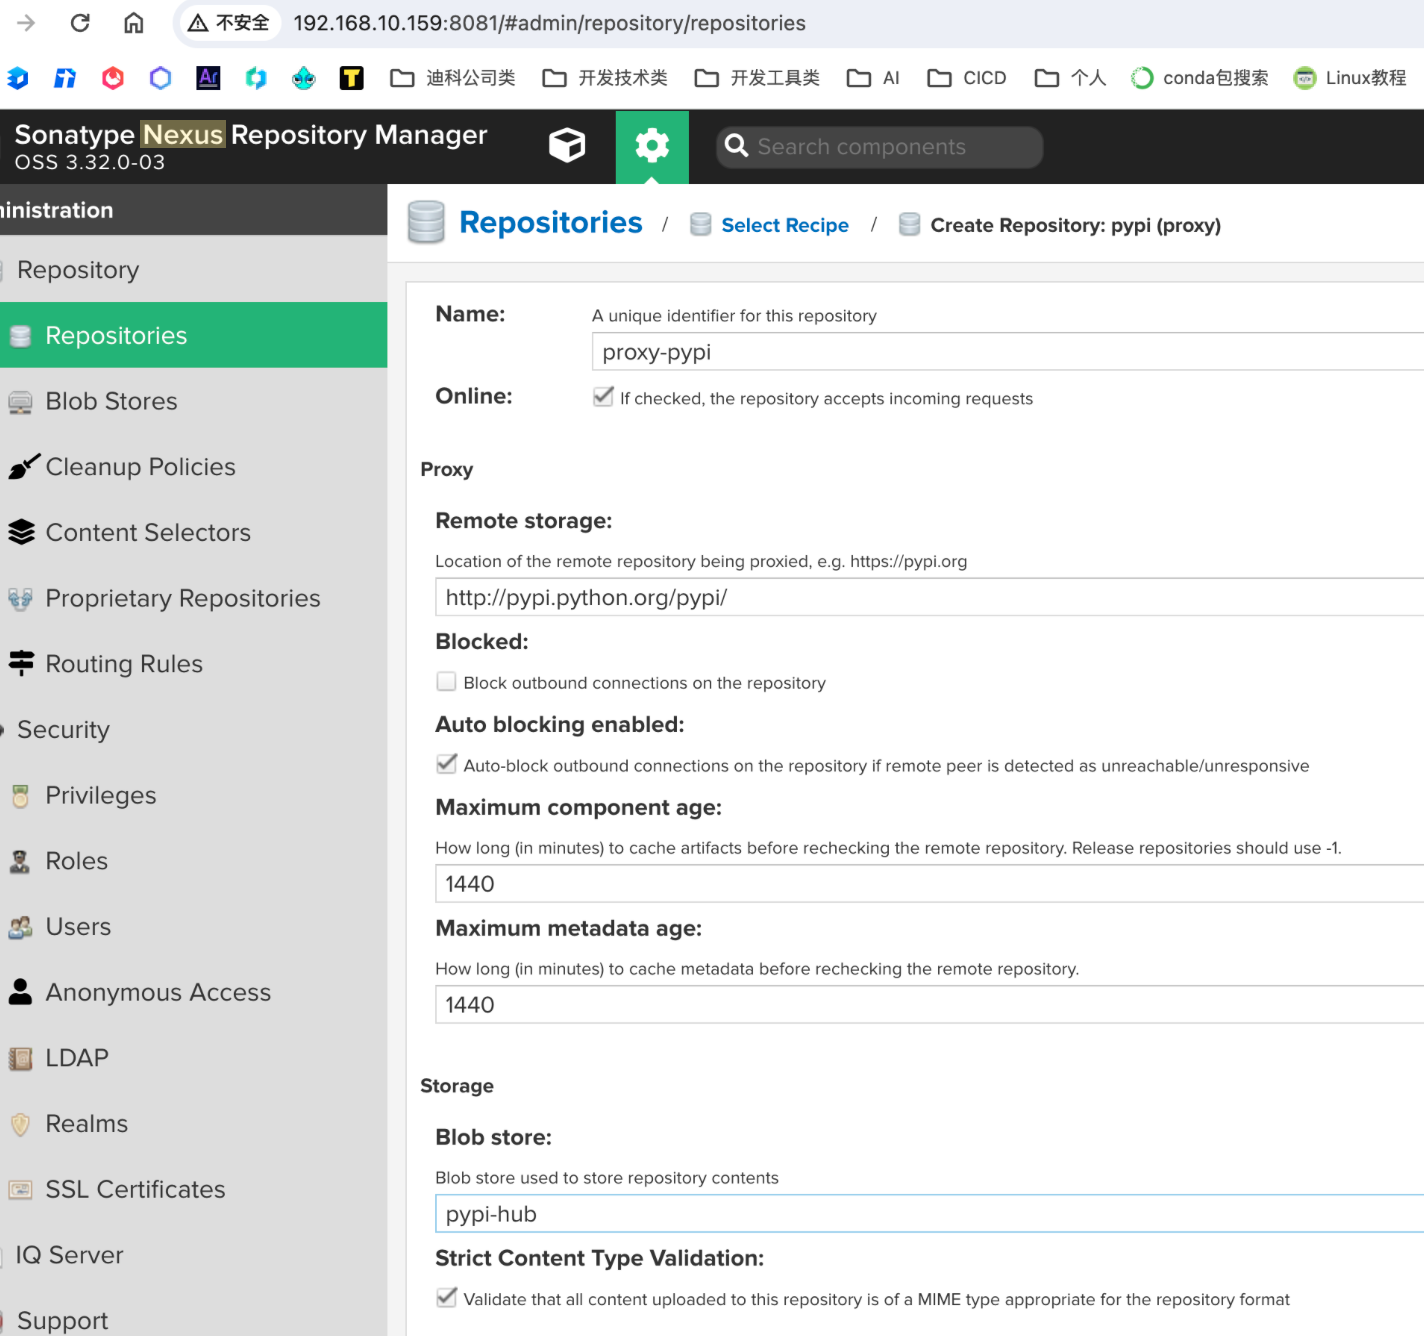 不安全 192.168.10.159:8081/#admin/repository/repositories
迪科公司类 开发技术类 开发工具类 AI CICD 个人 conda包搜索 Linux教程
Sonatype Nexus Repository Manager
OSS 3.32.0-03
Search components
inistration
Repository
Repositories
Blob Stores
Cleanup Policies
Content Selectors
Proprietary Repositories
Routing Rules
Security
Privileges
Roles
Users
Anonymous Access
LDAP
Realms
SSL Certificates
IQ Server
Support
Repositories / Select Recipe / Create Repository: pypi (proxy)
Name: A unique identifier for this repository
proxy-pypi
Online: If checked, the repository accepts incoming requests
Proxy
Remote storage:
Location of the remote repository being proxied, e.g. https://pypi.org
http://pypi.python.org/pypi/
Blocked:
Block outbound connections on the repository
Auto blocking enabled:
Auto-block outbound connections on the repository if remote peer is detected as unreachable/unresponsive
Maximum component age:
How long (in minutes) to cache artifacts before rechecking the remote repository. Release repositories should use -1.
1440
Maximum metadata age:
How long (in minutes) to cache metadata before rechecking the remote repository.
1440
Storage
Blob store:
Blob store used to store repository contents
pypi-hub
Strict Content Type Validation:
Validate that all content uploaded to this repository is of a MIME type appropriate for the repository format